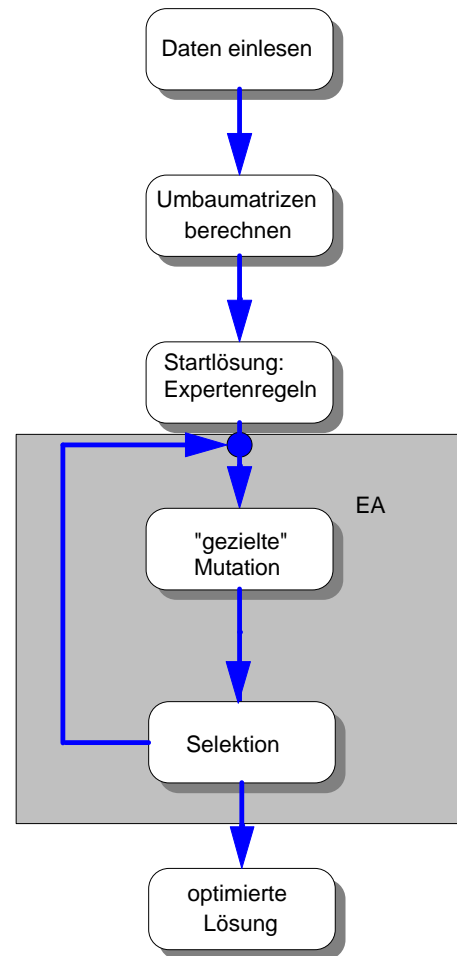 Daten einlesen
Umbaumatrizen
berechnen
Startlösung:
Expertenregeln
EA
"gezielte"
Mutation
Selektion
optimierte
Lösung